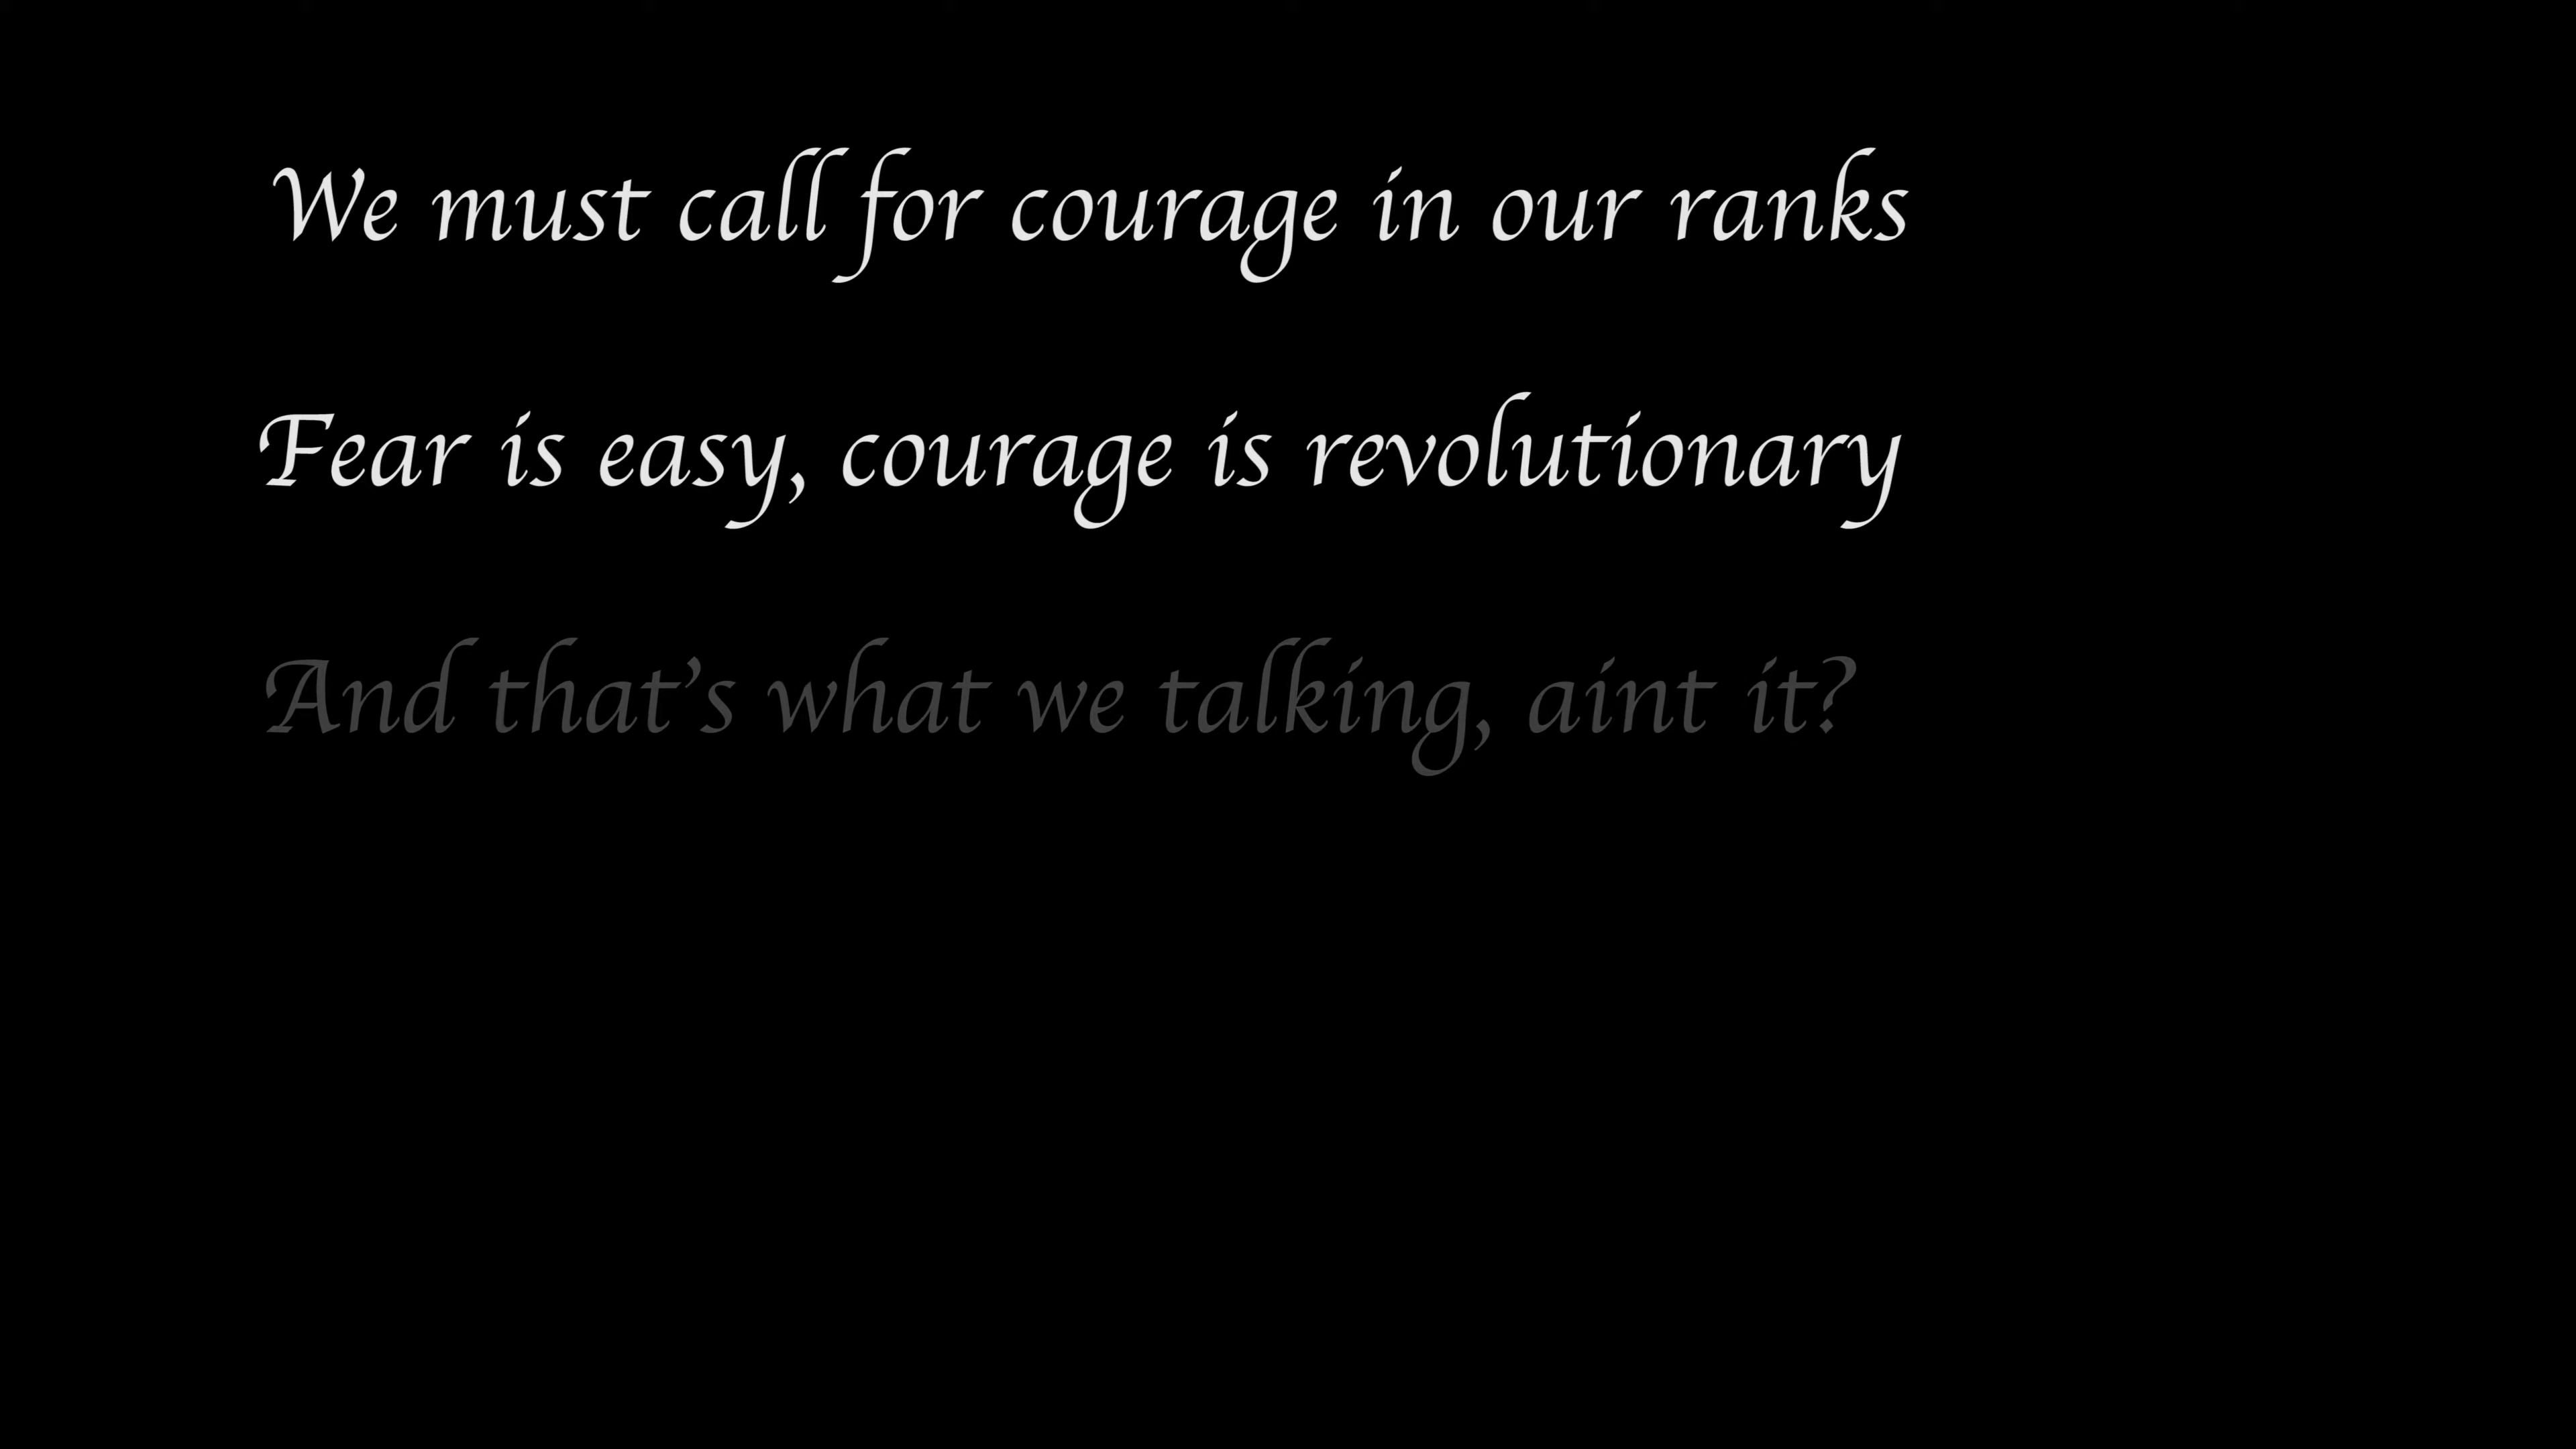 We must call for courage in our ranks
Fear is easy, courage is revolutionary
And that's what we talking, aint it?